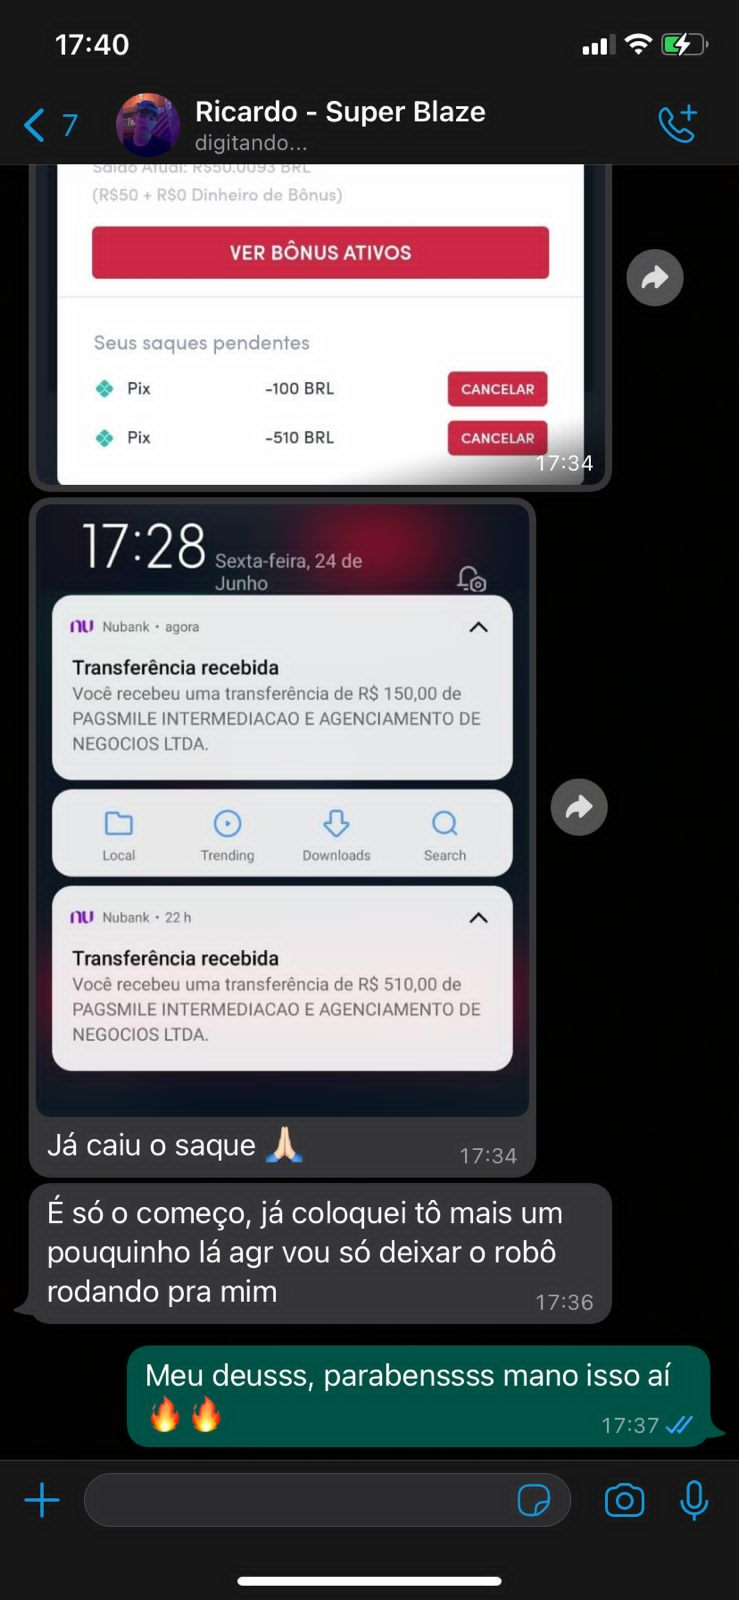 17:40
7
Ricardo - Super Blaze
digitando...
Saldo Atual: R$50.0093 BRL
(R$50 + R$0 Dinheiro de Bônus)
VER BÔNUS ATIVOS
Seus saques pendentes
Pix -100 BRL CANCELAR
Pix -510 BRL CANCELAR
17:34
17:28 Sexta-feira, 24 de
Junho
nu Nubank • agora
Transferência recebida
Você recebeu uma transferência de R$ 150,00 de
PAGSMILE INTERMEDIACAO E AGENCIAMENTO DE
NEGOCIOS LTDA.
Local Trending Downloads Search
nu Nubank • 22 h
Transferência recebida
Você recebeu uma transferência de R$ 510,00 de
PAGSMILE INTERMEDIACAO E AGENCIAMENTO DE
NEGOCIOS LTDA.
Já caiu o saque 🙏🏻
17:34
É só o começo, já coloquei tô mais um
pouquinho lá agr vou só deixar o robô
rodando pra mim
17:36
Meu deusss, parabenssss mano isso aí
🔥🔥
17:37